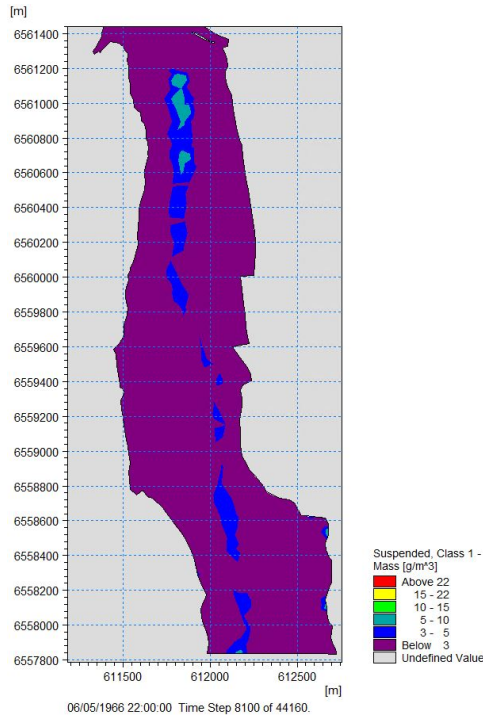 [m]
6561400
6561200
6561000
6560800
6560600
6560400
6560200
6560000
6559800
6559600
6559400
6559200
6559000
6558800
6558600
6558400
6558200
6558000
6557800
611500 612000 612500
[m]
Suspended, Class 1 -
Mass [g/m^3]
Above 22
15 - 22
10 - 15
5 - 10
3 - 5
Below 3
Undefined Value
06/05/1966 22:00:00 Time Step 8100 of 44160.